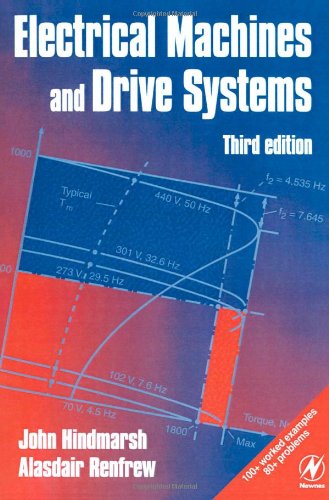 Electrical Machines
and Drive Systems
Third edition
1000
Typical
Tm
440 V, 50 Hz
f2 = 4.535 Hz
f2 = 7.645
301 V, 32.6 Hz
273 V, 29.5 Hz
102 V, 7.6 Hz
70 V, 4.5 Hz
1800
Torque, N
Max
John Hindmarsh
Alasdair Renfrew
100+ worked examples
80+ problems
Newnes